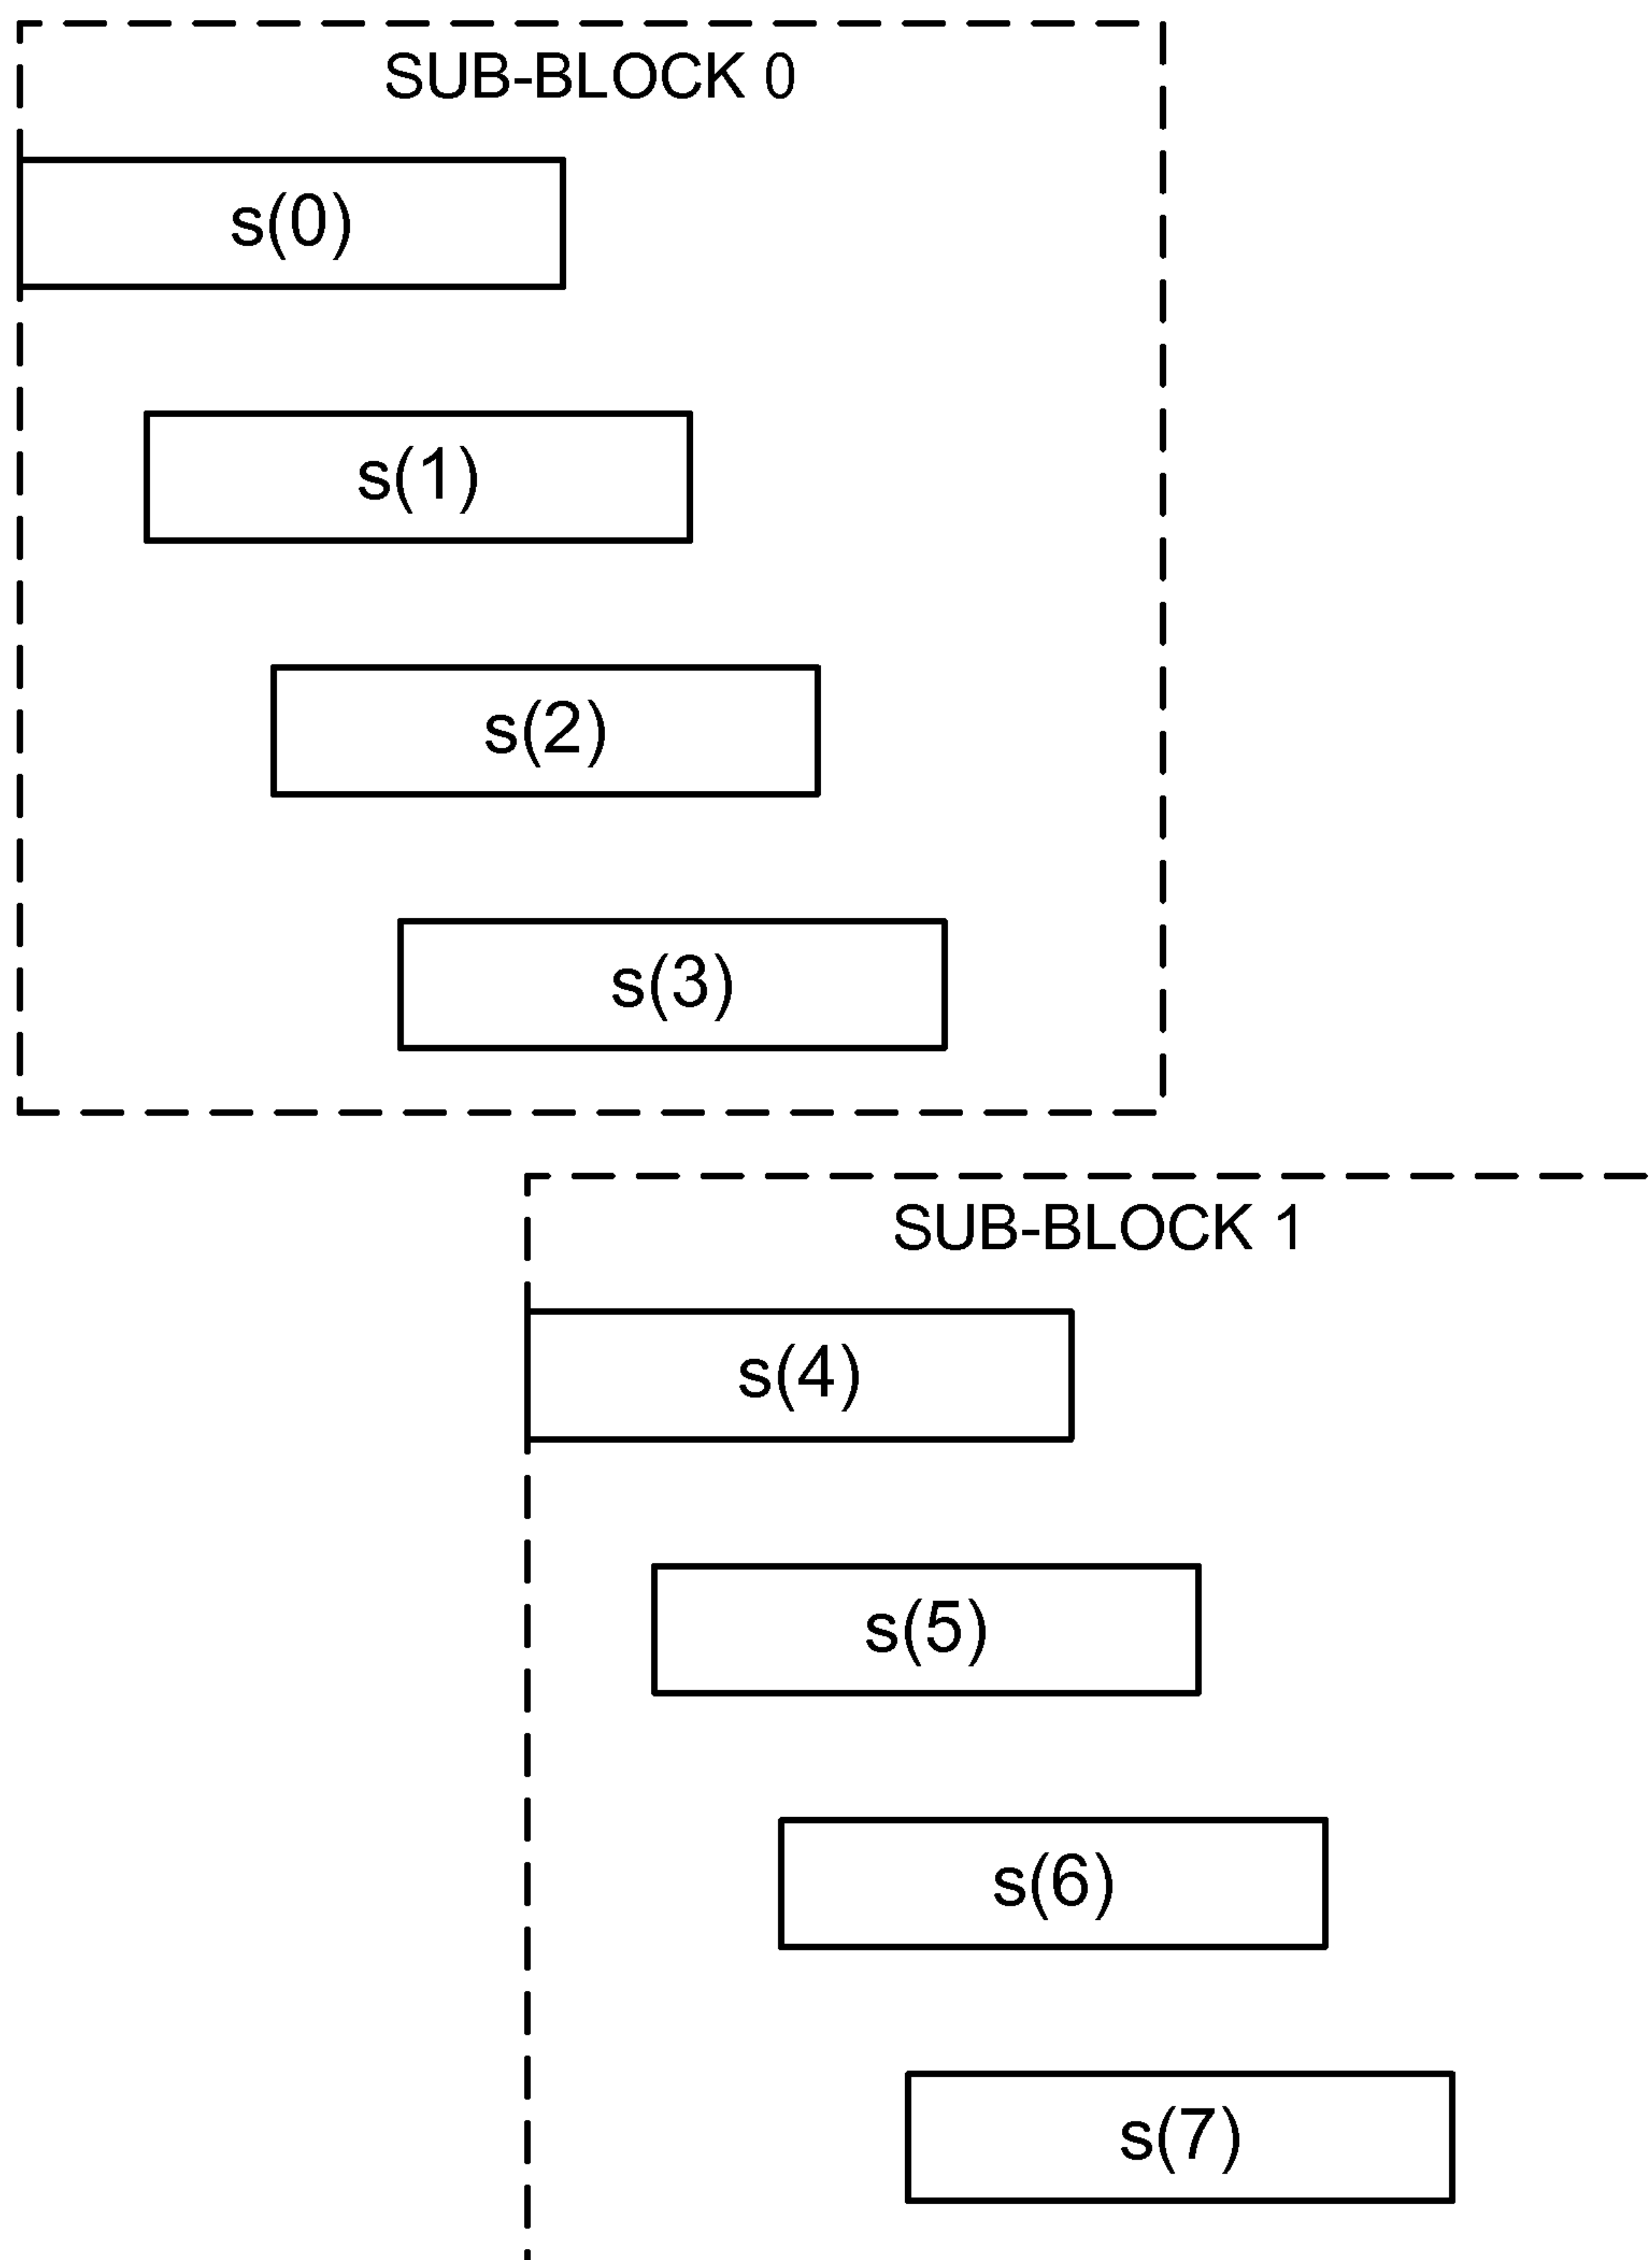 SUB-BLOCK 0
s(0)
s(1)
s(2)
s(3)
SUB-BLOCK 1
s(4)
s(5)
s(6)
s(7)